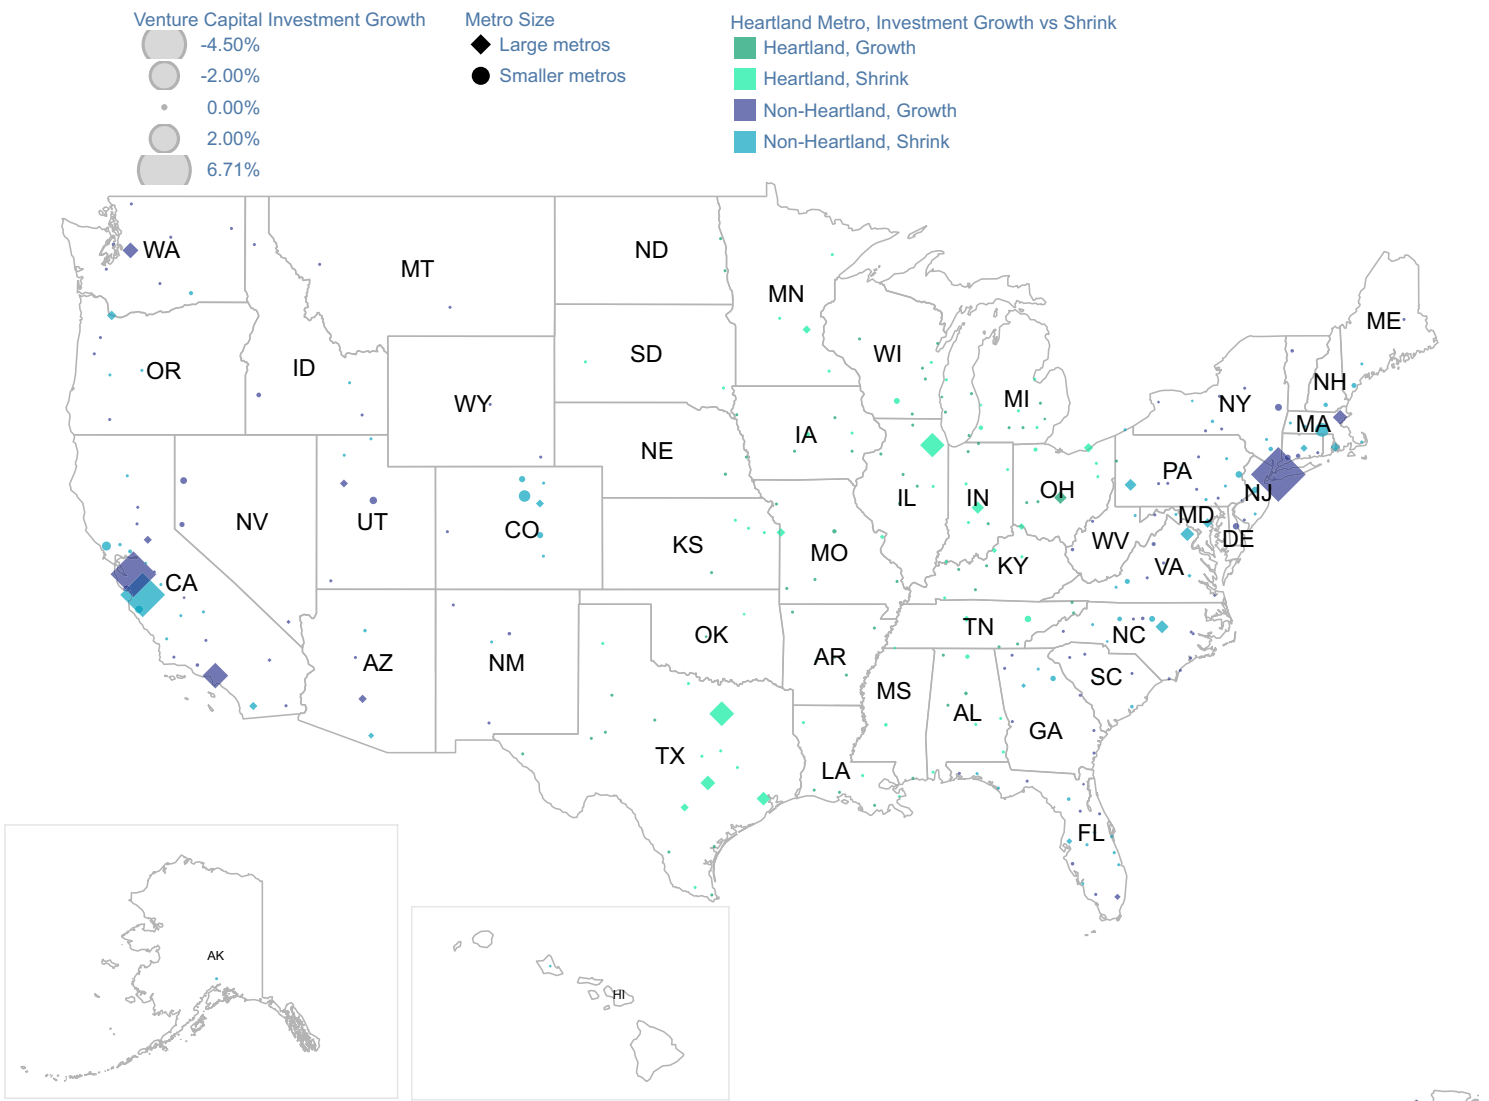 Venture Capital Investment Growth
-4.50%
-2.00%
0.00%
2.00%
6.71%
Metro Size
Large metros
Smaller metros
Heartland Metro, Investment Growth vs Shrink
Heartland, Growth
Heartland, Shrink
Non-Heartland, Growth
Non-Heartland, Shrink
WA
MT
ND
MN
ME
OR
ID
SD
WI
NH
WY
MI
NY
MA
IA
NE
PA
IL
IN
OH
NJ
NV
UT
CO
MD
KS
MO
WV
DE
CA
KY
VA
OK
TN
NC
AZ
NM
AR
SC
MS
AL
GA
TX
LA
FL
AK
HI